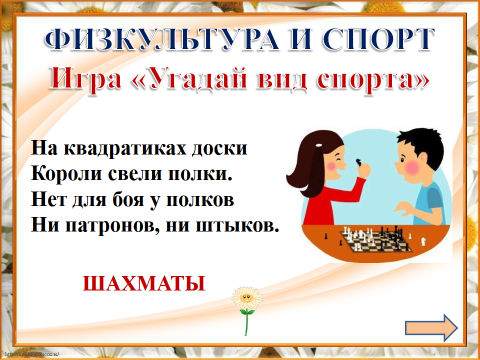 ФИЗКУЛЬТУРА И СПОРТ
Игра «Угадай вид спорта»
На квадратиках доски
Короли свели полки.
Нет для боя у полков
Ни патронов, ни штыков.
ШАХМАТЫ